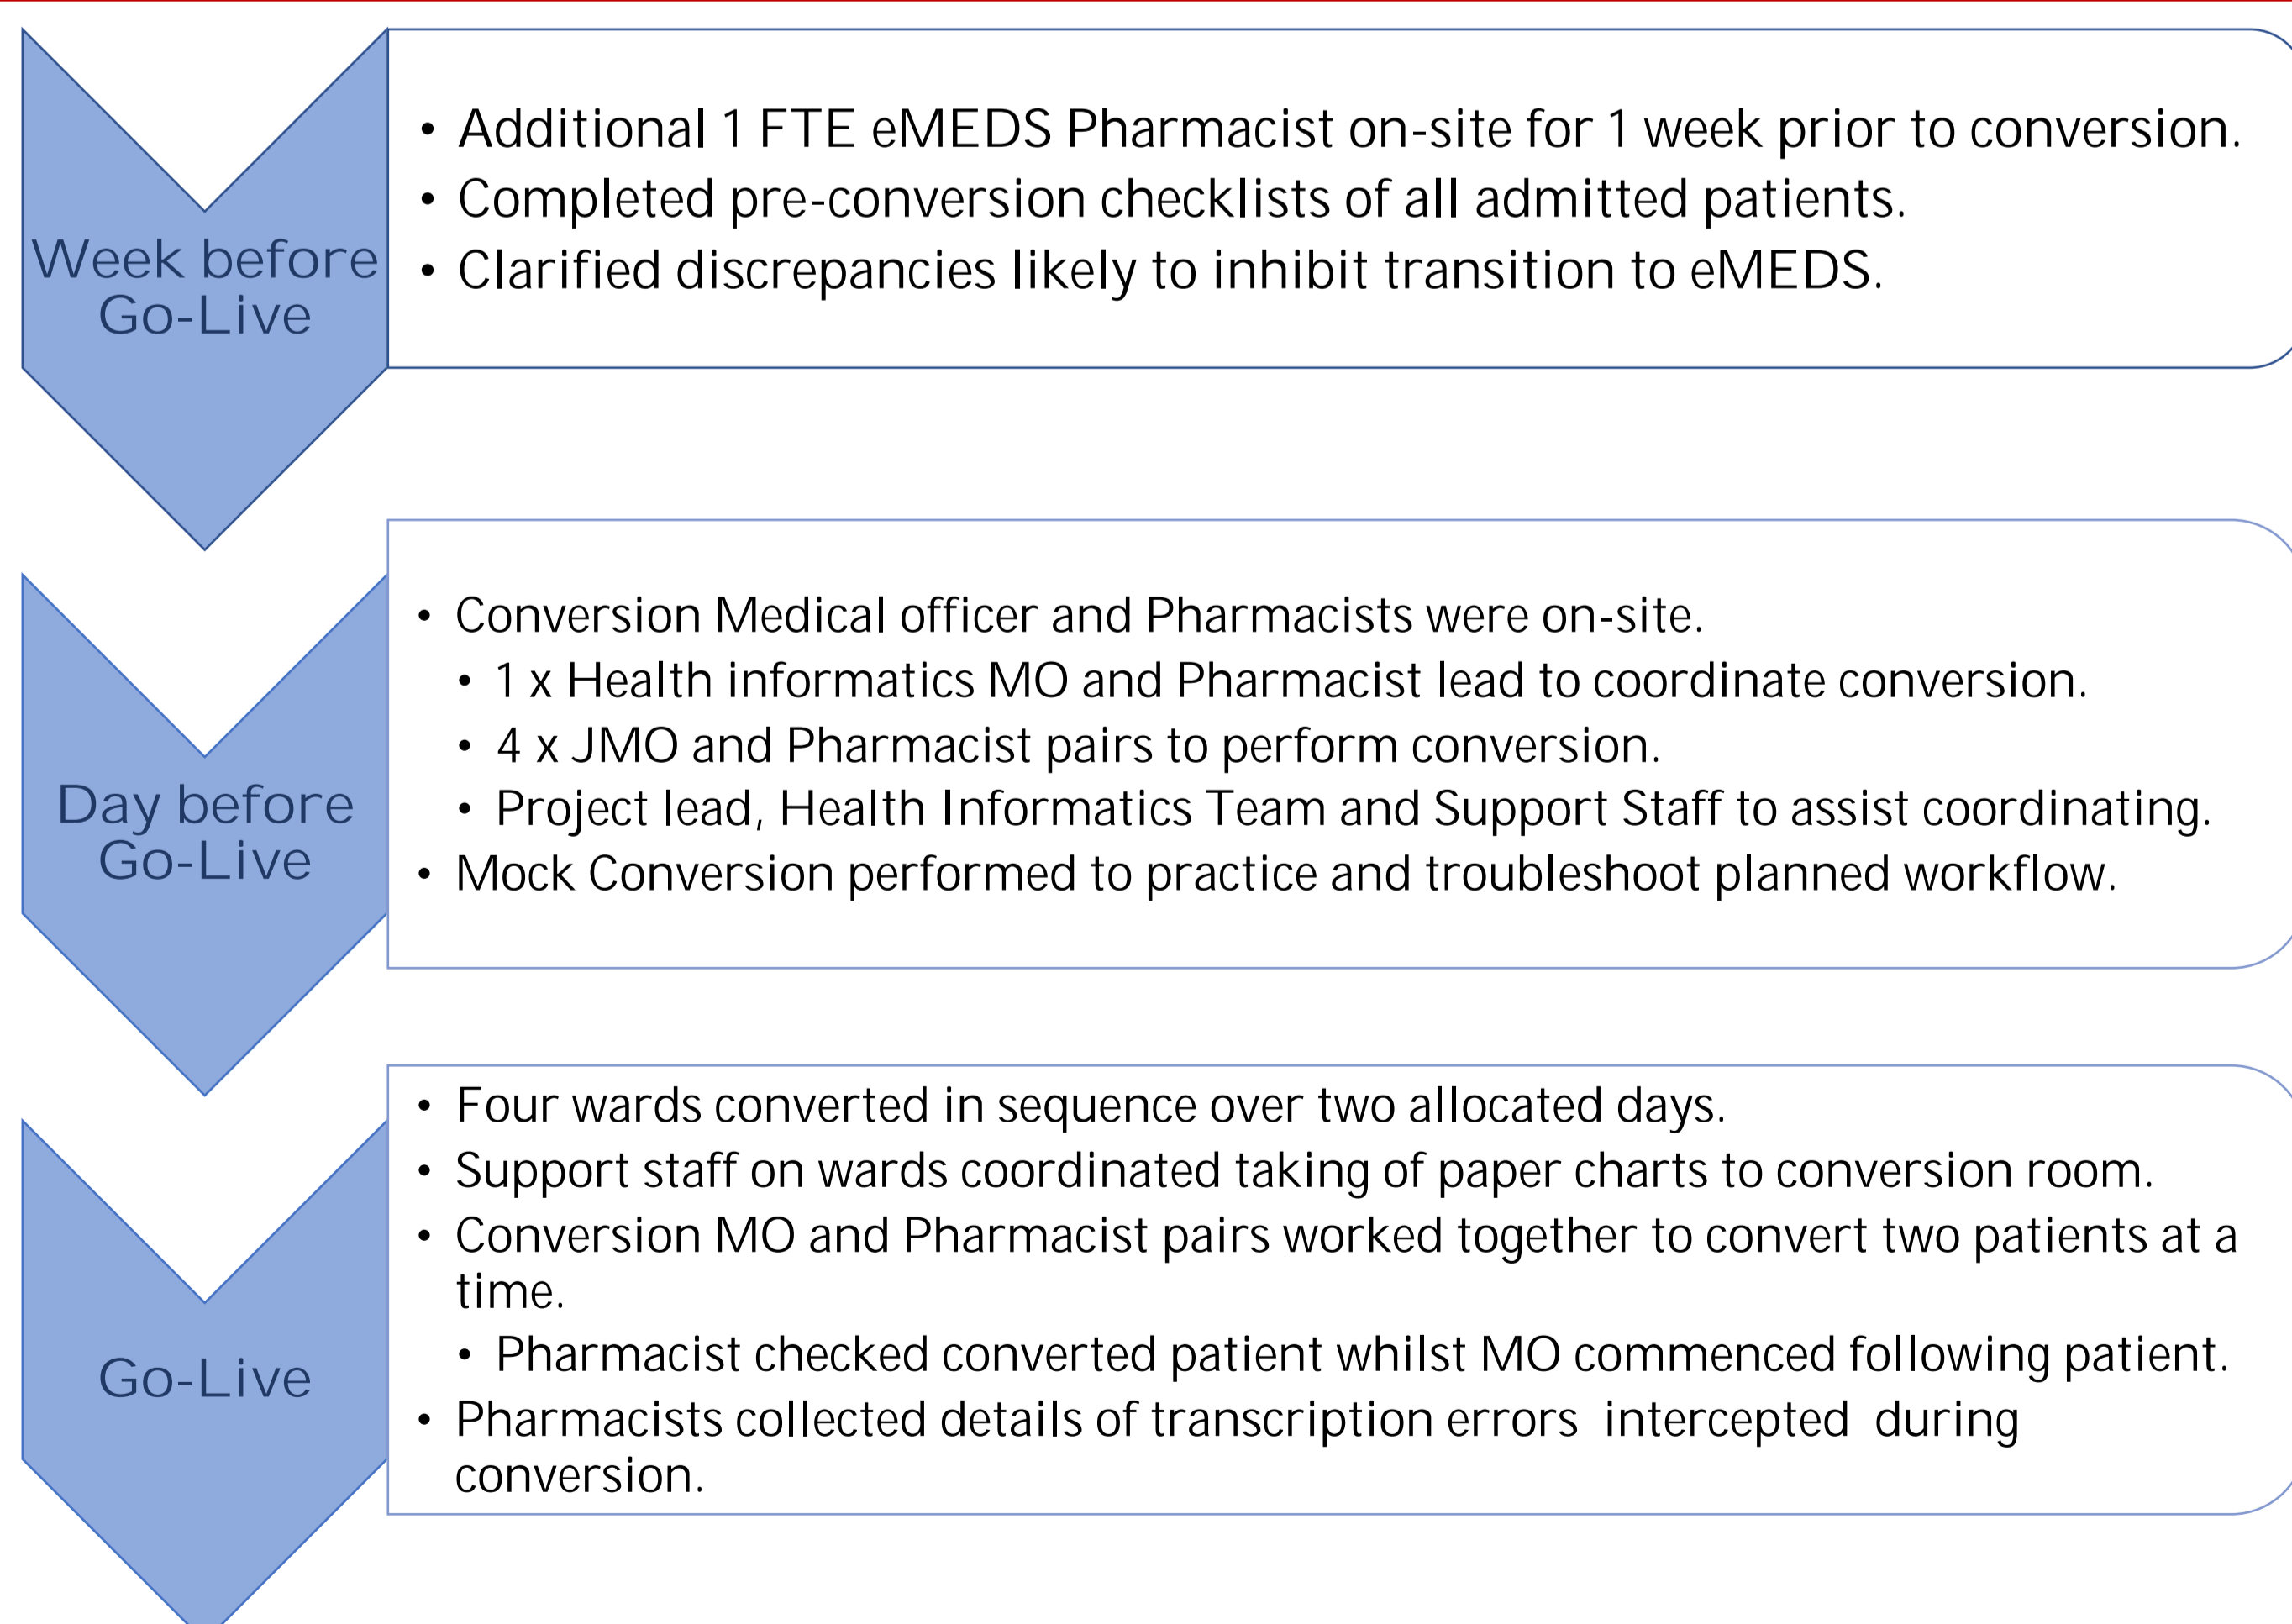 Week before
Go-Live
• Additional 1 FTE eMEDS Pharmacist on-site for 1 week prior to conversion.
• Completed pre-conversion checklists of all admitted patients.
• Clarified discrepancies likely to inhibit transition to eMEDS.
Day before
Go-Live
• Conversion Medical officer and Pharmacists were on-site.
• 1 x Health informatics MO and Pharmacist lead to coordinate conversion.
• 4 x JMO and Pharmacist pairs to perform conversion.
• Project lead, Health Informatics Team and Support Staff to assist coordinating.
• Mock Conversion performed to practice and troubleshoot planned workflow.
Go-Live
• Four wards converted in sequence over two allocated days.
• Support staff on wards coordinated taking of paper charts to conversion room.
• Conversion MO and Pharmacist pairs worked together to convert two patients at a
time.
• Pharmacist checked converted patient whilst MO commenced following patient.
• Pharmacists collected details of transcription errors intercepted during
conversion.